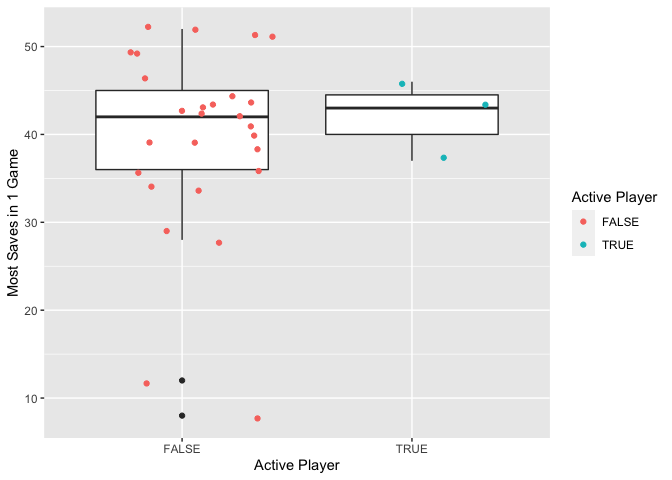 Most Saves in 1 Game
50
40
30
20
10
FALSE
TRUE
Active Player
Active Player
FALSE
TRUE